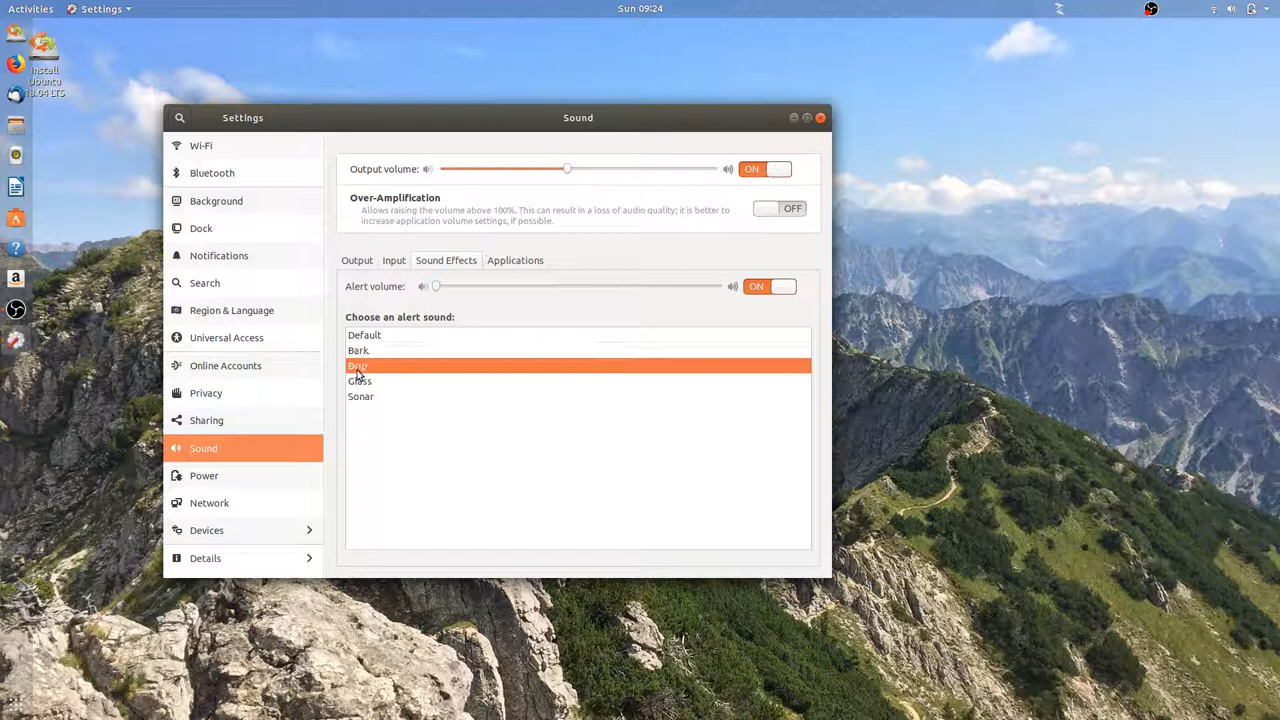 Activities
Settings
Sun 09:24
Install
Ubuntu
18.04 LTS
Settings
Sound
Wi-Fi
Bluetooth
Background
Dock
Notifications
Search
Region & Language
Universal Access
Online Accounts
Privacy
Sharing
Sound
Power
Network
Devices
Details
Output volume:
ON
Over-Amplification
Allows raising the volume above 100%. This can result in a loss of audio quality; it is better to
increase application volume settings, if possible.
OFF
Output
Input
Sound Effects
Applications
Alert volume:
ON
Choose an alert sound:
Default
Bark
Drip
Glass
Sonar